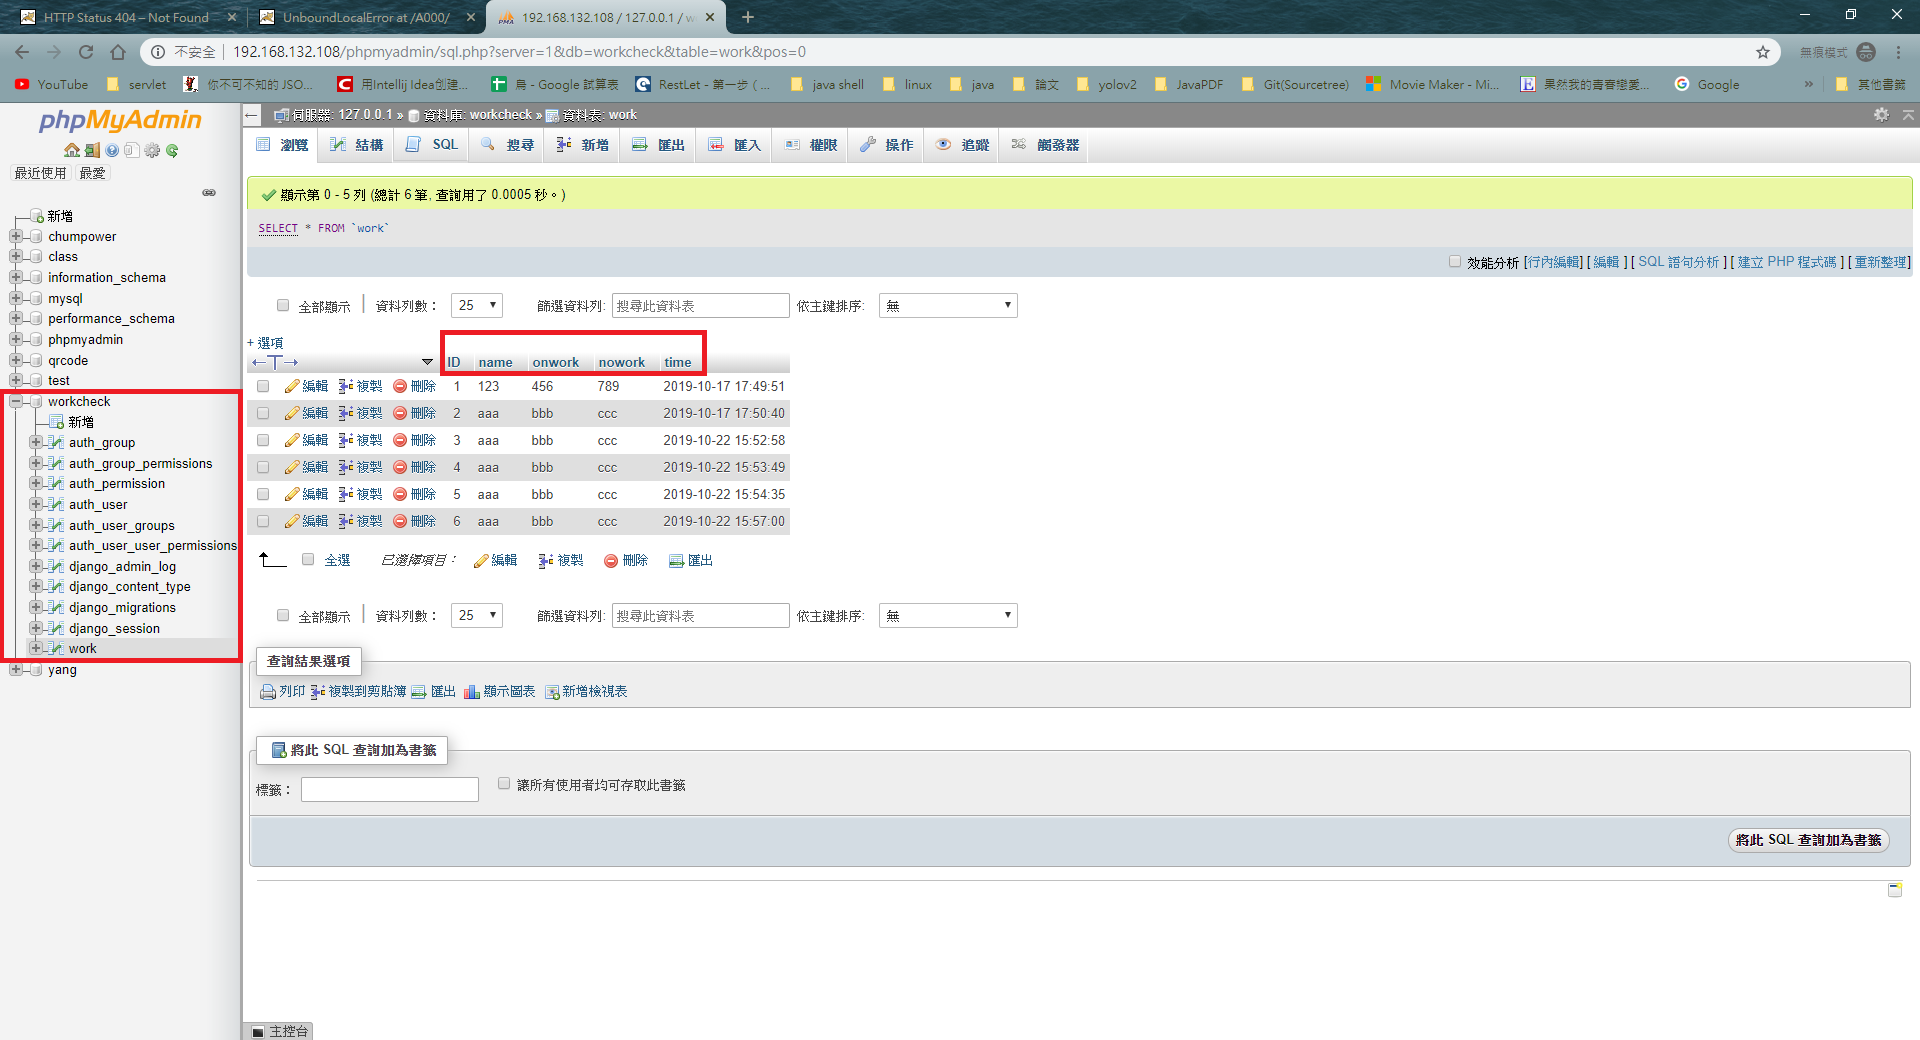 HTTP Status 404 – Not Found
UnboundLocalError at /A000/
192.168.132.108 / 127.0.0.1 / w
不安全 192.168.132.108/phpmyadmin/sql.php?server=1&db=workcheck&table=work&pos=0 無痕模式
YouTube servlet 你不可不知的 JSO... 用Intellij Idea创建... 鳥 - Google 試算表 RestLet - 第一步 ( ... java shell linux java 論文 yolov2 JavaPDF Git(Sourcetree) Movie Maker - Mi... 果然我的青春戀愛... Google » 其他書籤
phpMyAdmin
最近使用 最愛
新增
chumpower
class
information_schema
mysql
performance_schema
phpmyadmin
qrcode
test
workcheck
新增
auth_group
auth_group_permissions
auth_permission
auth_user
auth_user_groups
auth_user_user_permissions
django_admin_log
django_content_type
django_migrations
django_session
work
yang
伺服器: 127.0.0.1 » 資料庫: workcheck » 資料表: work
瀏覽 結構 SQL 搜尋 新增 匯出 匯入 權限 操作 追蹤 觸發器
顯示第 0 - 5 列 (總計 6 筆, 查詢用了 0.0005 秒。)
SELECT * FROM `work`
效能分析 [行內編輯] [ 編輯 ] [ SQL 語句分析 ] [ 建立 PHP 程式碼 ] [ 重新整理]
全部顯示 資料列數： 25 篩選資料列: 搜尋此資料表 依主鍵排序: 無
+ 選項
←T→ ID name onwork nowork time
編輯 複製 刪除 1 123 456 789 2019-10-17 17:49:51
編輯 複製 刪除 2 aaa bbb ccc 2019-10-17 17:50:40
編輯 複製 刪除 3 aaa bbb ccc 2019-10-22 15:52:58
編輯 複製 刪除 4 aaa bbb ccc 2019-10-22 15:53:49
編輯 複製 刪除 5 aaa bbb ccc 2019-10-22 15:54:35
編輯 複製 刪除 6 aaa bbb ccc 2019-10-22 15:57:00
全選 已選擇項目： 編輯 複製 刪除 匯出
全部顯示 資料列數： 25 篩選資料列: 搜尋此資料表 依主鍵排序: 無
查詢結果選項
列印 複製到剪貼簿 匯出 顯示圖表 新增檢視表
將此 SQL 查詢加為書籤
標籤： 讓所有使用者均可存取此書籤
將此 SQL 查詢加為書籤
主控台